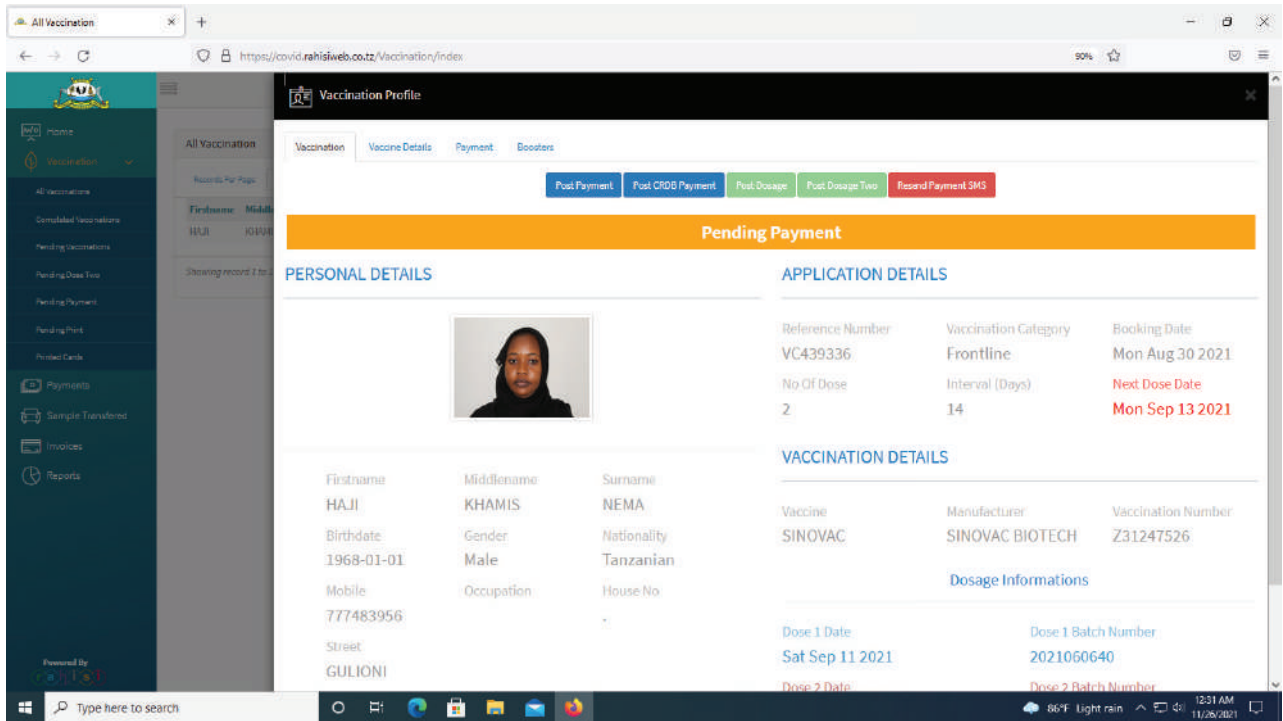 All Vaccination
https://covid.rahisiweb.co.tz/Vaccination/index
90%
Home
Vaccination
All Vaccinations
Completed Vaccinations
Pending Vaccinations
Pending Dose Two
Pending Payment
Pending Print
Printed Cards
Payments
Sample Transfered
Invoices
Reports
Powered By
All Vaccination
Records Per Page
Firstname
HAJI
Showing record 1 to
Vaccination Profile
Vaccination Vaccine Details Payment Boosters
Post Payment Post CRDB Payment Post Dosage Post Dosage Two Resend Payment SMS
Pending Payment
PERSONAL DETAILS
Firstname Middlename Surname
HAJI KHAMIS NEMA
Birthdate Gender Nationality
1968-01-01 Male Tanzanian
Mobile Occupation House No
777483956 .
Street
GULIONI
APPLICATION DETAILS
Reference Number Vaccination Category Booking Date
VC439336 Frontline Mon Aug 30 2021
No Of Dose Interval (Days) Next Dose Date
2 14 Mon Sep 13 2021
VACCINATION DETAILS
Vaccine Manufacturer Vaccination Number
SINOVAC SINOVAC BIOTECH Z31247526
Dosage Informations
Dose 1 Date Dose 1 Batch Number
Sat Sep 11 2021 2021060640
Dose 2 Date Dose 2 Batch Number
Type here to search
86°F Light rain
12:31 AM
11/26/2021